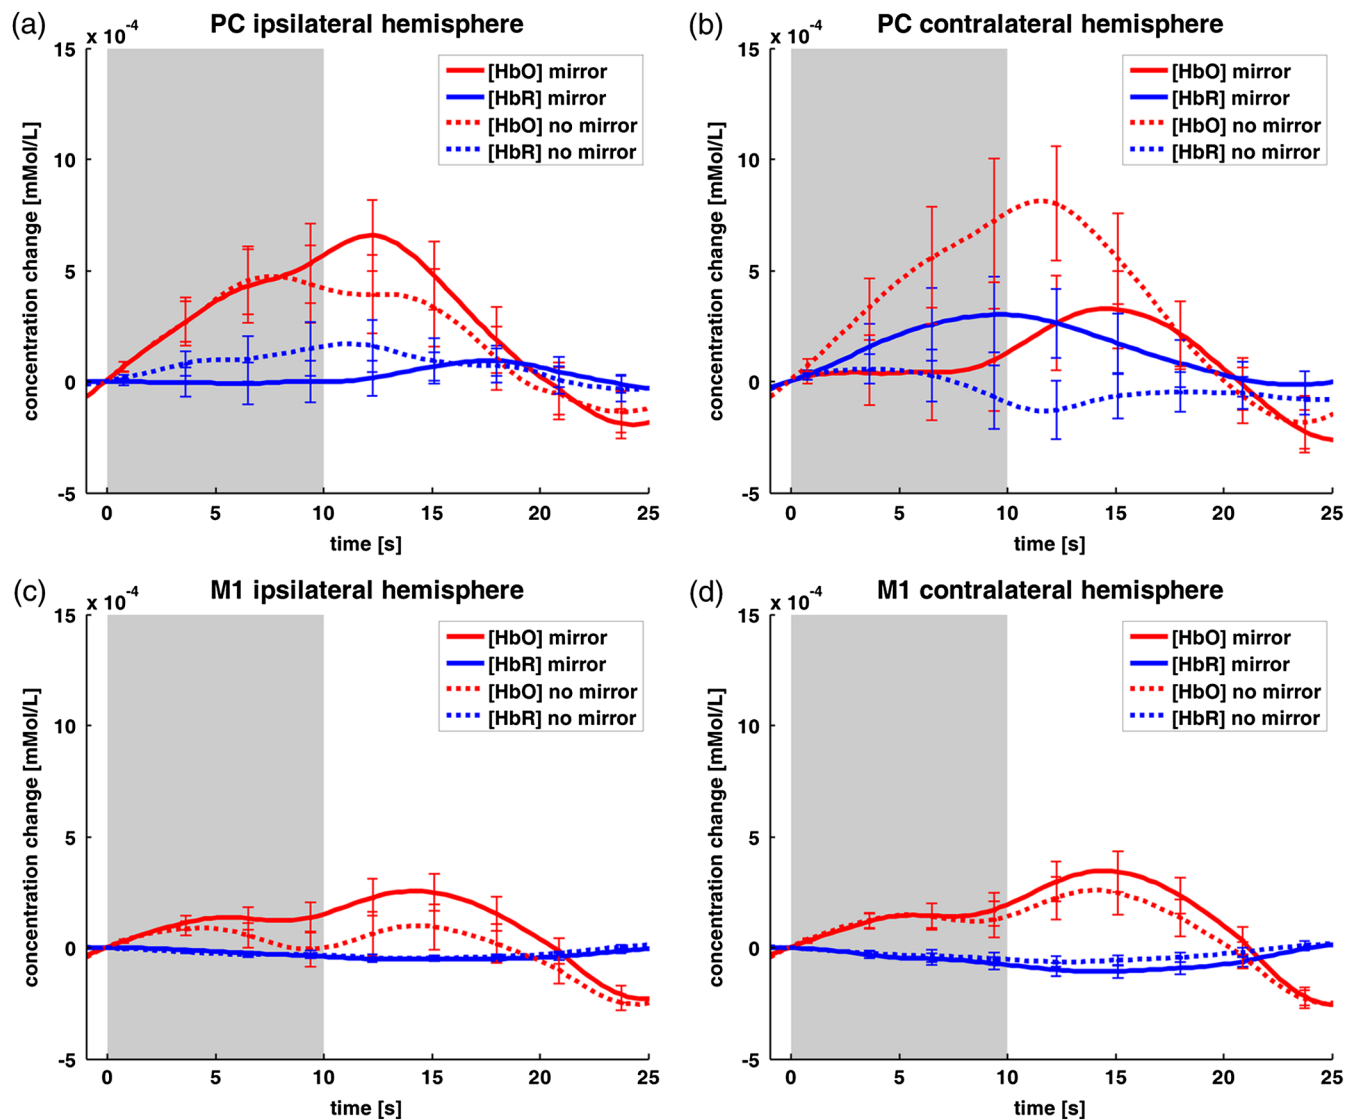 (a) PC ipsilateral hemisphere
x 10^-4
15
10
5
0
-5
concentration change [mMol/L]
[HbO] mirror
[HbR] mirror
[HbO] no mirror
[HbR] no mirror
0 5 10 15 20 25
time [s]
(b) PC contralateral hemisphere
x 10^-4
15
10
5
0
-5
concentration change [mMol/L]
[HbO] mirror
[HbR] mirror
[HbO] no mirror
[HbR] no mirror
0 5 10 15 20 25
time [s]
(c) M1 ipsilateral hemisphere
x 10^-4
15
10
5
0
-5
concentration change [mMol/L]
[HbO] mirror
[HbR] mirror
[HbO] no mirror
[HbR] no mirror
0 5 10 15 20 25
time [s]
(d) M1 contralateral hemisphere
x 10^-4
15
10
5
0
-5
concentration change [mMol/L]
[HbO] mirror
[HbR] mirror
[HbO] no mirror
[HbR] no mirror
0 5 10 15 20 25
time [s]